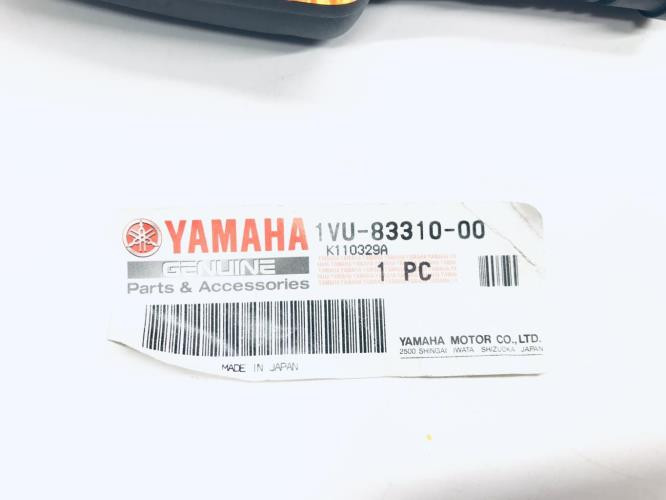 YAMAHA
GENUINE
Parts & Accessories
1VU-83310-00
K110329A
1 PC
MADE IN JAPAN
YAMAHA MOTOR CO., LTD.
2500 SHINGAI IWATA SHIZUOKA JAPAN